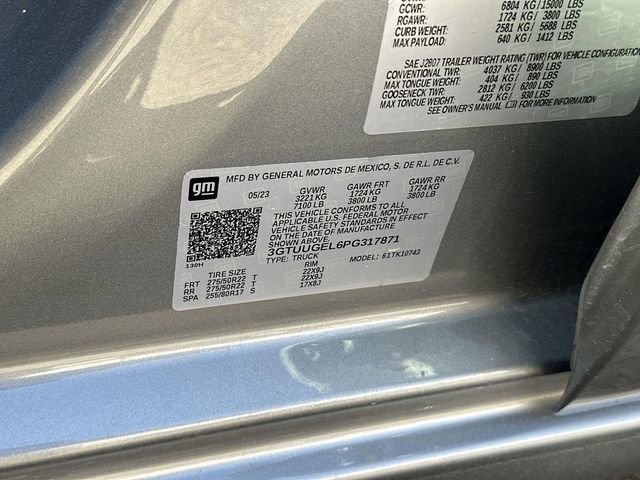 GCWR: 6804 KG / 15000 LBS
RGAWR: 1724 KG / 3800 LBS
CURB WEIGHT: 2581 KG / 5688 LBS
MAX PAYLOAD: 640 KG / 1412 LBS
SAE J2807 TRAILER WEIGHT RATING (TWR) FOR VEHICLE CONFIGURATION
CONVENTIONAL TWR: 4037 KG / 8900 LBS
MAX TONGUE WEIGHT: 404 KG / 890 LBS
GOOSENECK TWR: 2812 KG / 6200 LBS
MAX TONGUE WEIGHT: 422 KG / 930 LBS
SEE OWNER'S MANUAL FOR MORE INFORMATION
gm
MFD BY GENERAL MOTORS DE MEXICO, S. DE R.L. DE C.V.
05/23 GVWR GAWR FRT GAWR RR
3221 KG 1724 KG 1724 KG
7100 LB 3800 LB 3800 LB
THIS VEHICLE CONFORMS TO ALL
APPLICABLE U.S. FEDERAL MOTOR
VEHICLE SAFETY STANDARDS IN EFFECT
ON THE DATE OF MANUFACTURE
SHOWN ABOVE.
3GTUUGEL6PG317871
TYPE: TRUCK MODEL: 61TK10743
130H
TIRE SIZE RIM
FRT 275/50R22 T 22X9J
RR 275/50R22 T 22X9J
SPA 255/80R17 S 17X8J